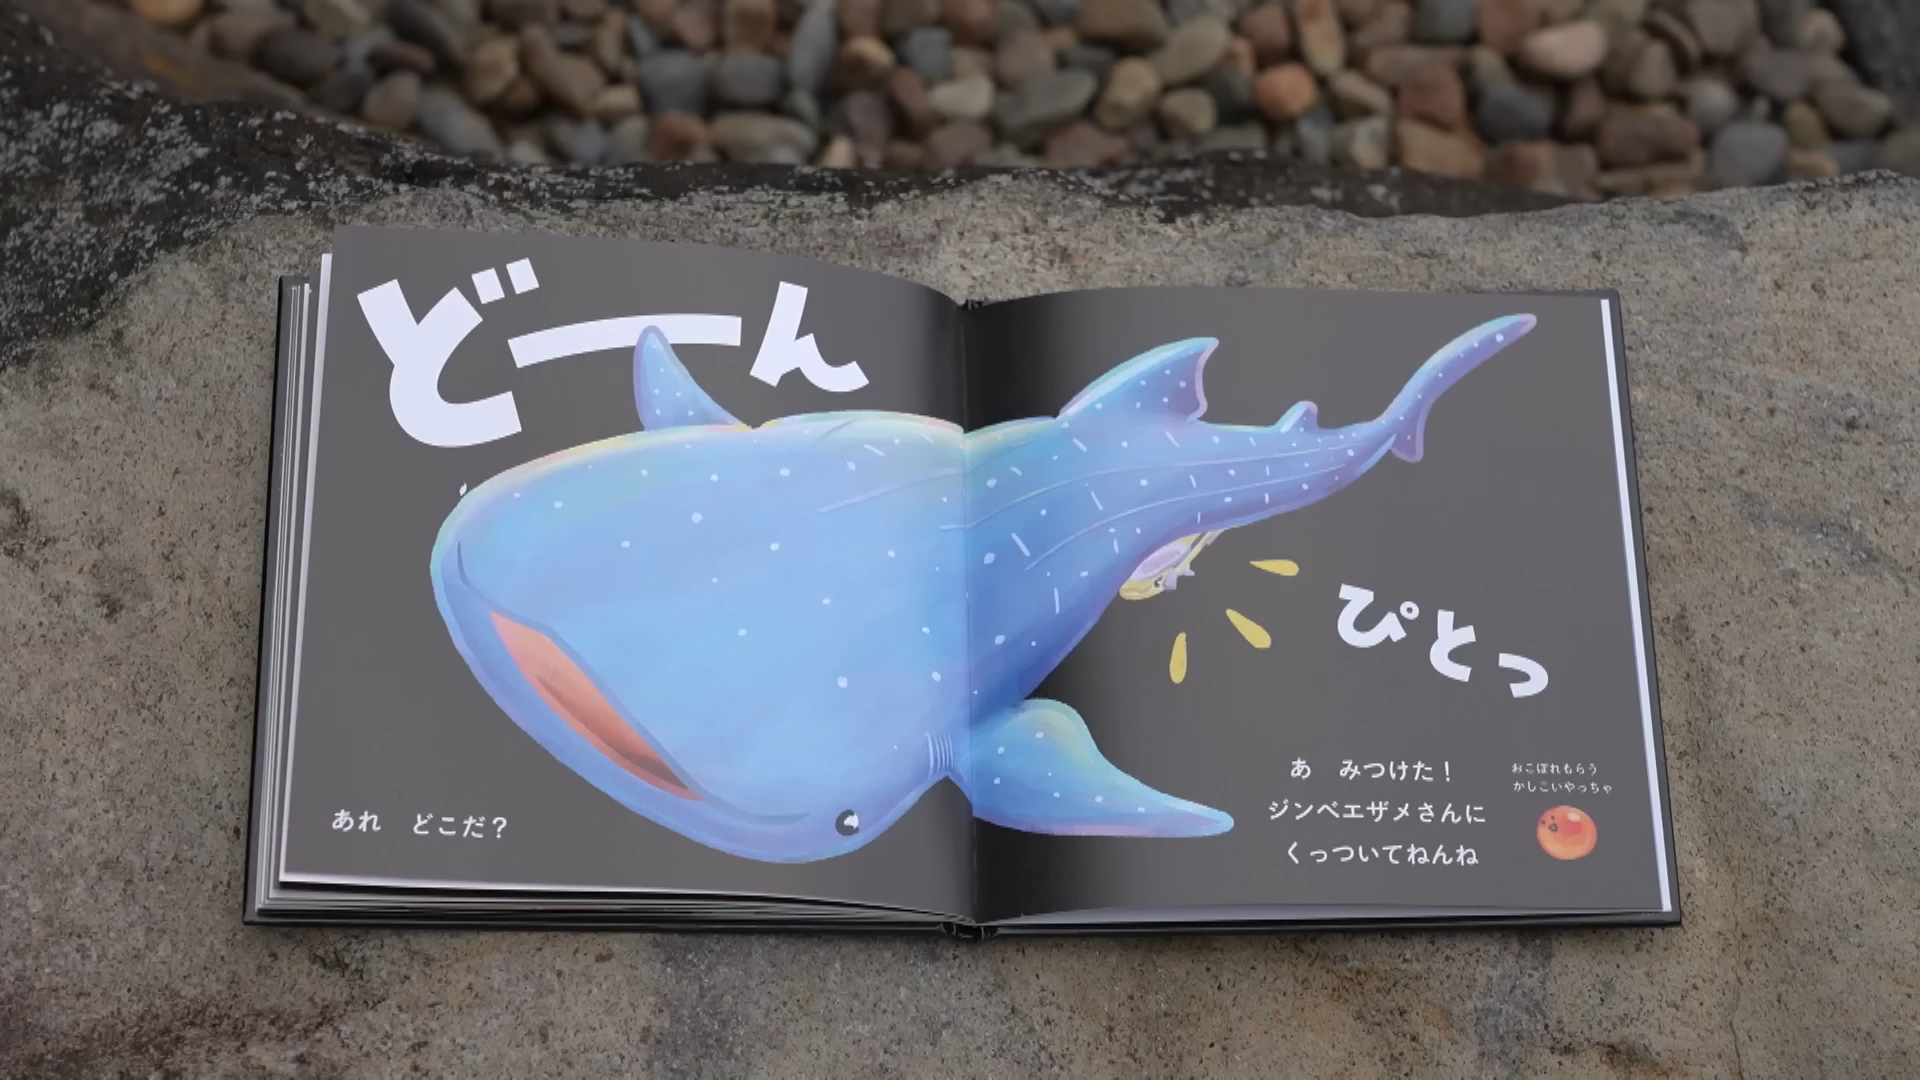 どーん
あれ　どこだ？
ぴとっ
あ　みつけた！
ジンベエザメさんに
くっついてねんね
おこぼれもらう
かしこいやっちゃ